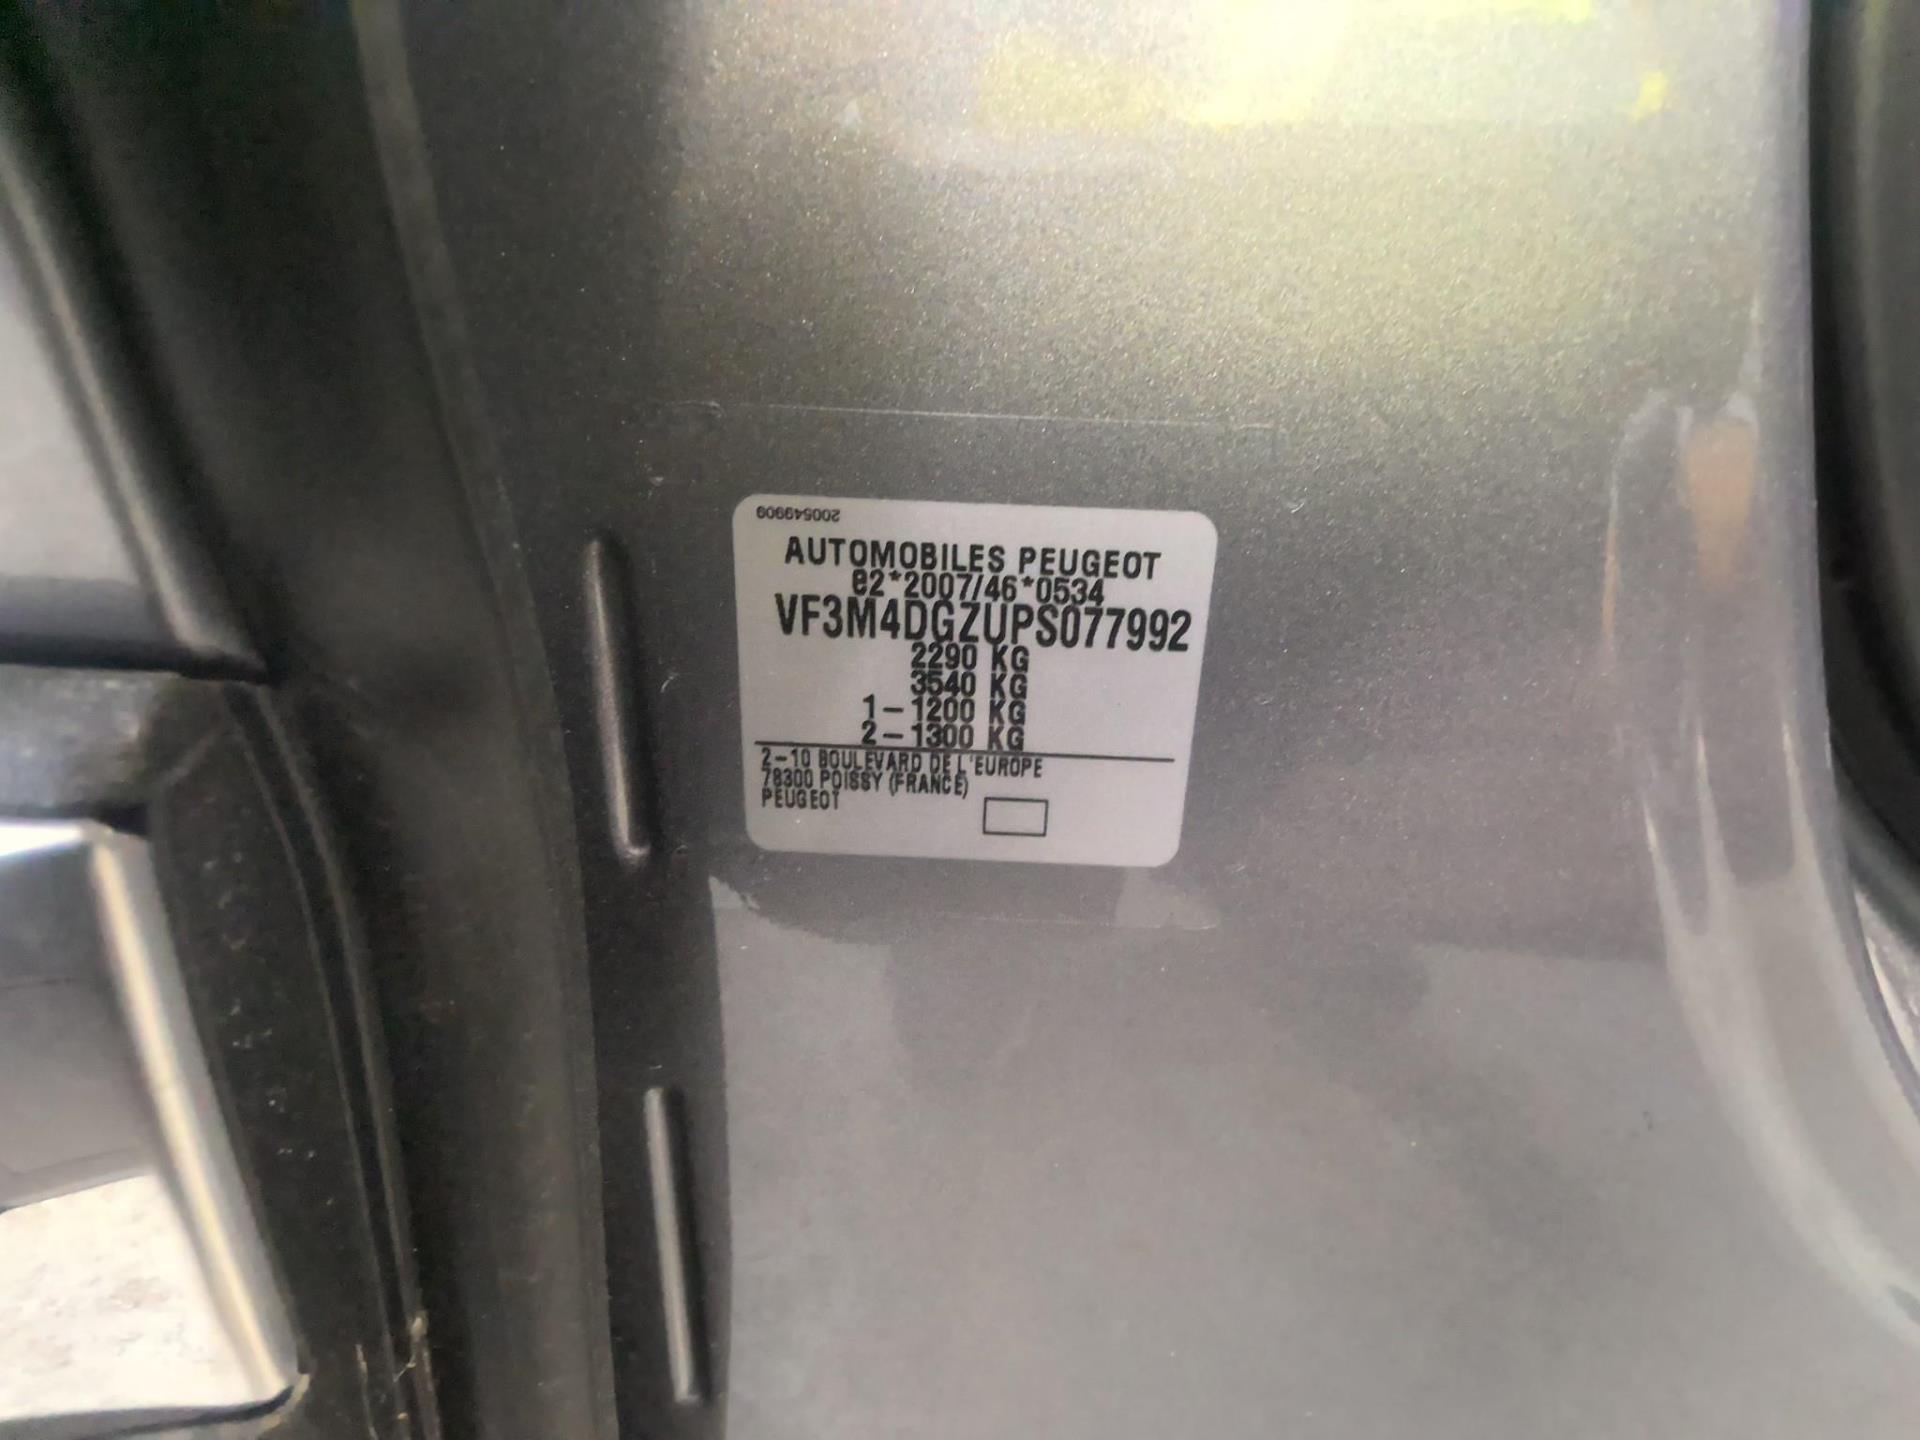 200549909
AUTOMOBILES PEUGEOT
e2*2007/46*0534
VF3M4DGZUPS077992
2290 KG
3540 KG
1-1200 KG
2-1300 KG
2-10 BOULEVARD DE L'EUROPE
78300 POISSY (FRANCE)
PEUGEOT